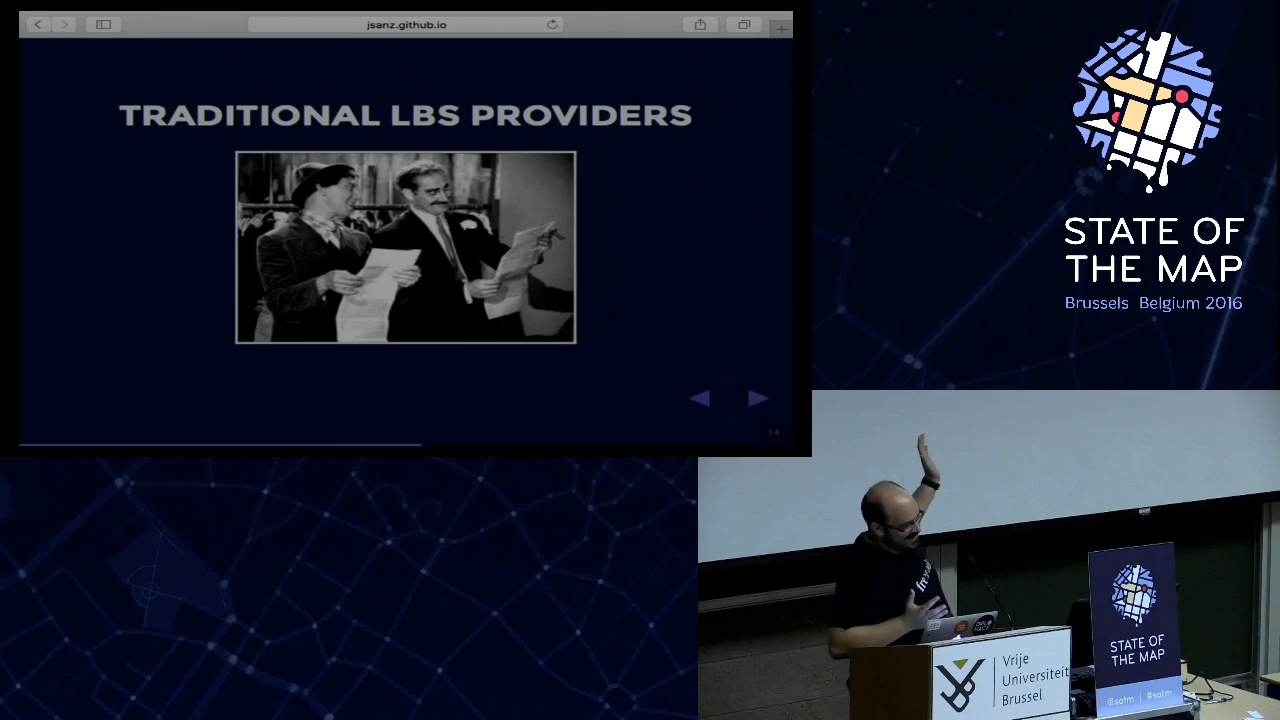 jsanz.github.io
TRADITIONAL LBS PROVIDERS
14
STATE OF
THE MAP
Brussels Belgium 2016
STATE OF
THE MAP
@sotm | #sotm
Vrije
Universiteit
Brussel